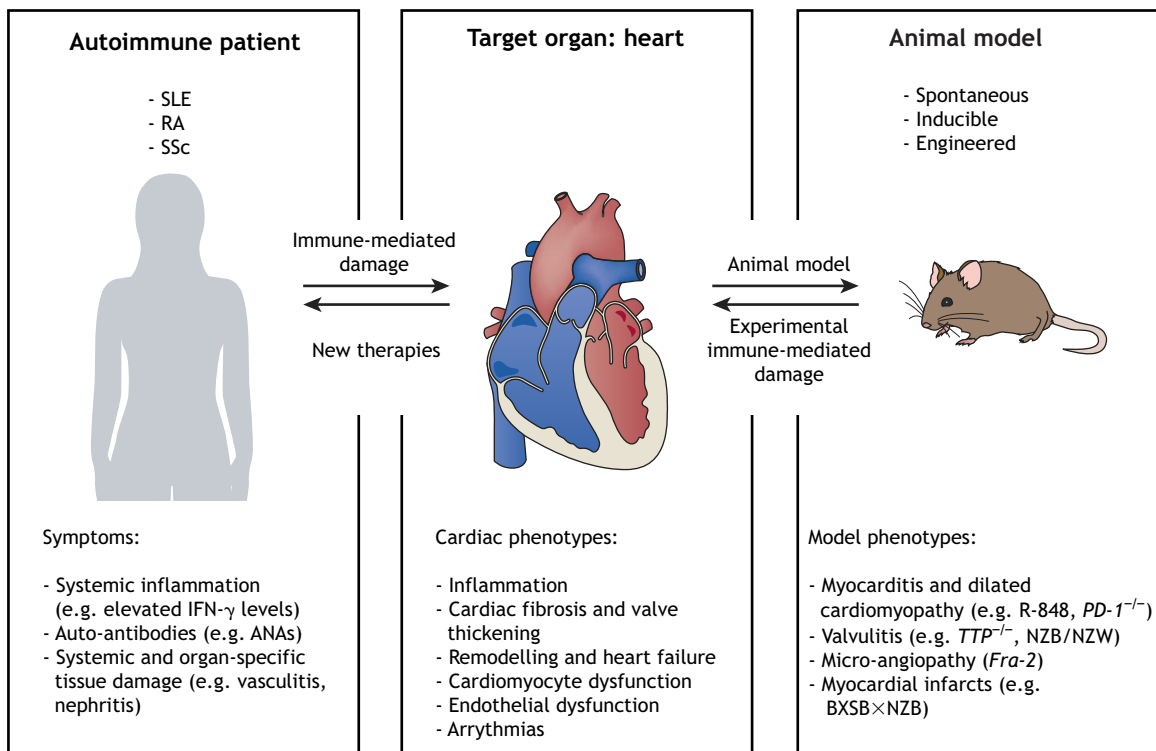 Autoimmune patient
- SLE
- RA
- SSc
Immune-mediated
damage
New therapies
Symptoms:
- Systemic inflammation
(e.g. elevated IFN-γ levels)
- Auto-antibodies (e.g. ANAs)
- Systemic and organ-specific
tissue damage (e.g. vasculitis,
nephritis)
Target organ: heart
Cardiac phenotypes:
- Inflammation
- Cardiac fibrosis and valve
thickening
- Remodelling and heart failure
- Cardiomyocyte dysfunction
- Endothelial dysfunction
- Arrythmias
Animal model
Experimental
immune-mediated
damage
Animal model
- Spontaneous
- Inducible
- Engineered
Model phenotypes:
- Myocarditis and dilated
cardiomyopathy (e.g. R-848, PD-1⁻/⁻)
- Valvulitis (e.g. TTP⁻/⁻, NZB/NZW)
- Micro-angiopathy (Fra-2)
- Myocardial infarcts (e.g.
BXSB×NZB)